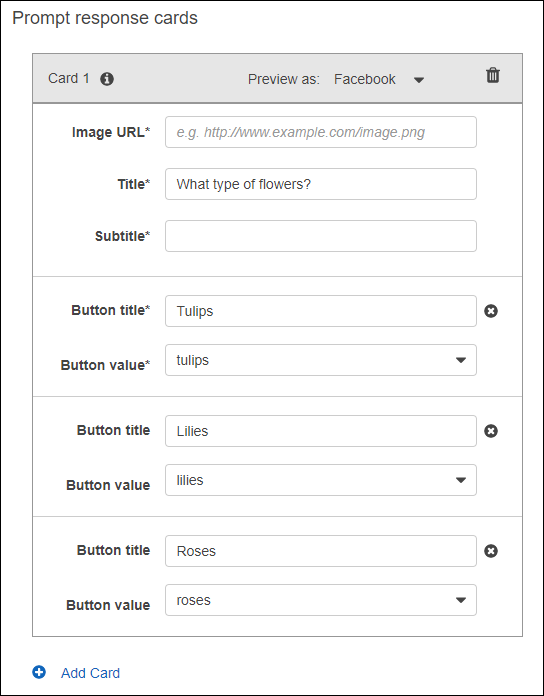 Prompt response cards
Card 1 Preview as: Facebook
Image URL* e.g. http://www.example.com/image.png
Title* What type of flowers?
Subtitle*
Button title* Tulips
Button value* tulips
Button title Lilies
Button value lilies
Button title Roses
Button value roses
Add Card